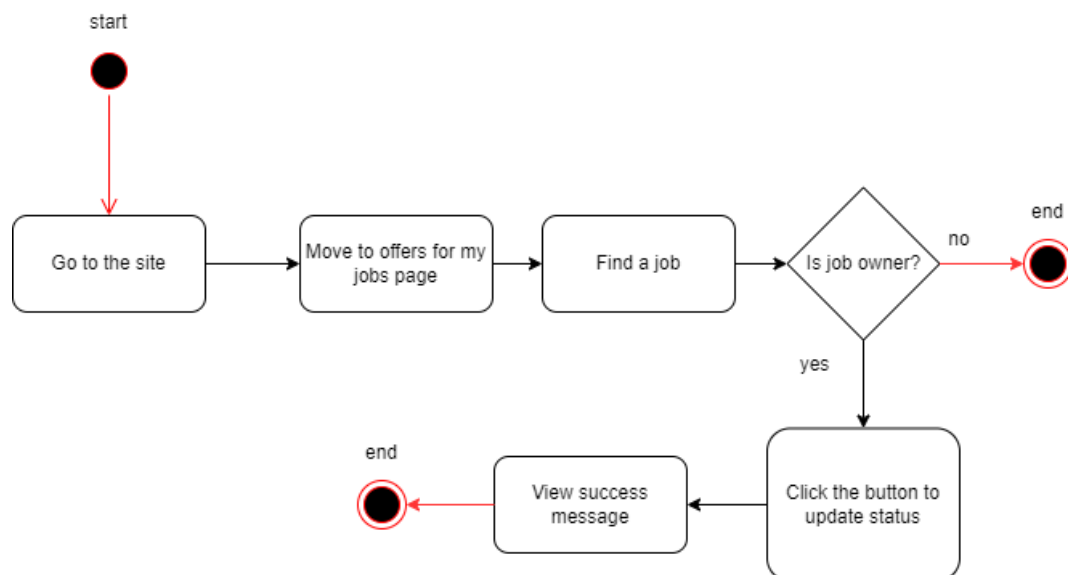 start
Go to the site
Move to offers for my
jobs page
Find a job
Is job owner?
no
end
yes
Click the button to
update status
View success
message
end